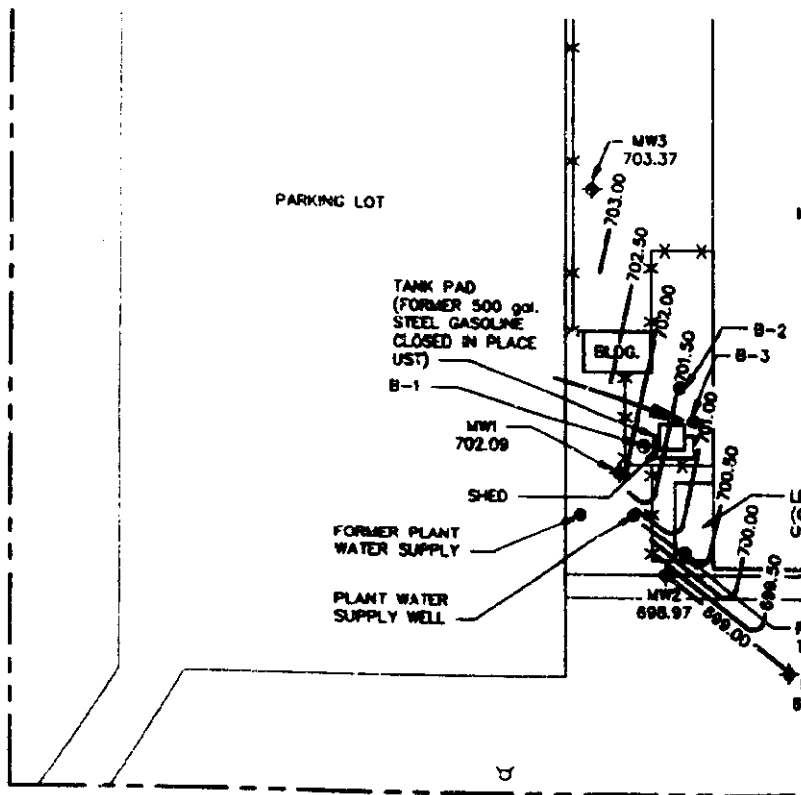 MW3
703.37
PARKING LOT
703.00
702.50
TANK PAD
(FORMER 500 gal.
STEEL GASOLINE
CLOSED IN PLACE
UST)
702.00
BLDG.
B-2
B-3
701.50
B-1
701.00
MW1
702.09
700.50
SHED
FORMER PLANT
WATER SUPPLY
700.00
PLANT WATER
SUPPLY WELL
699.50
MW2
698.97
699.00